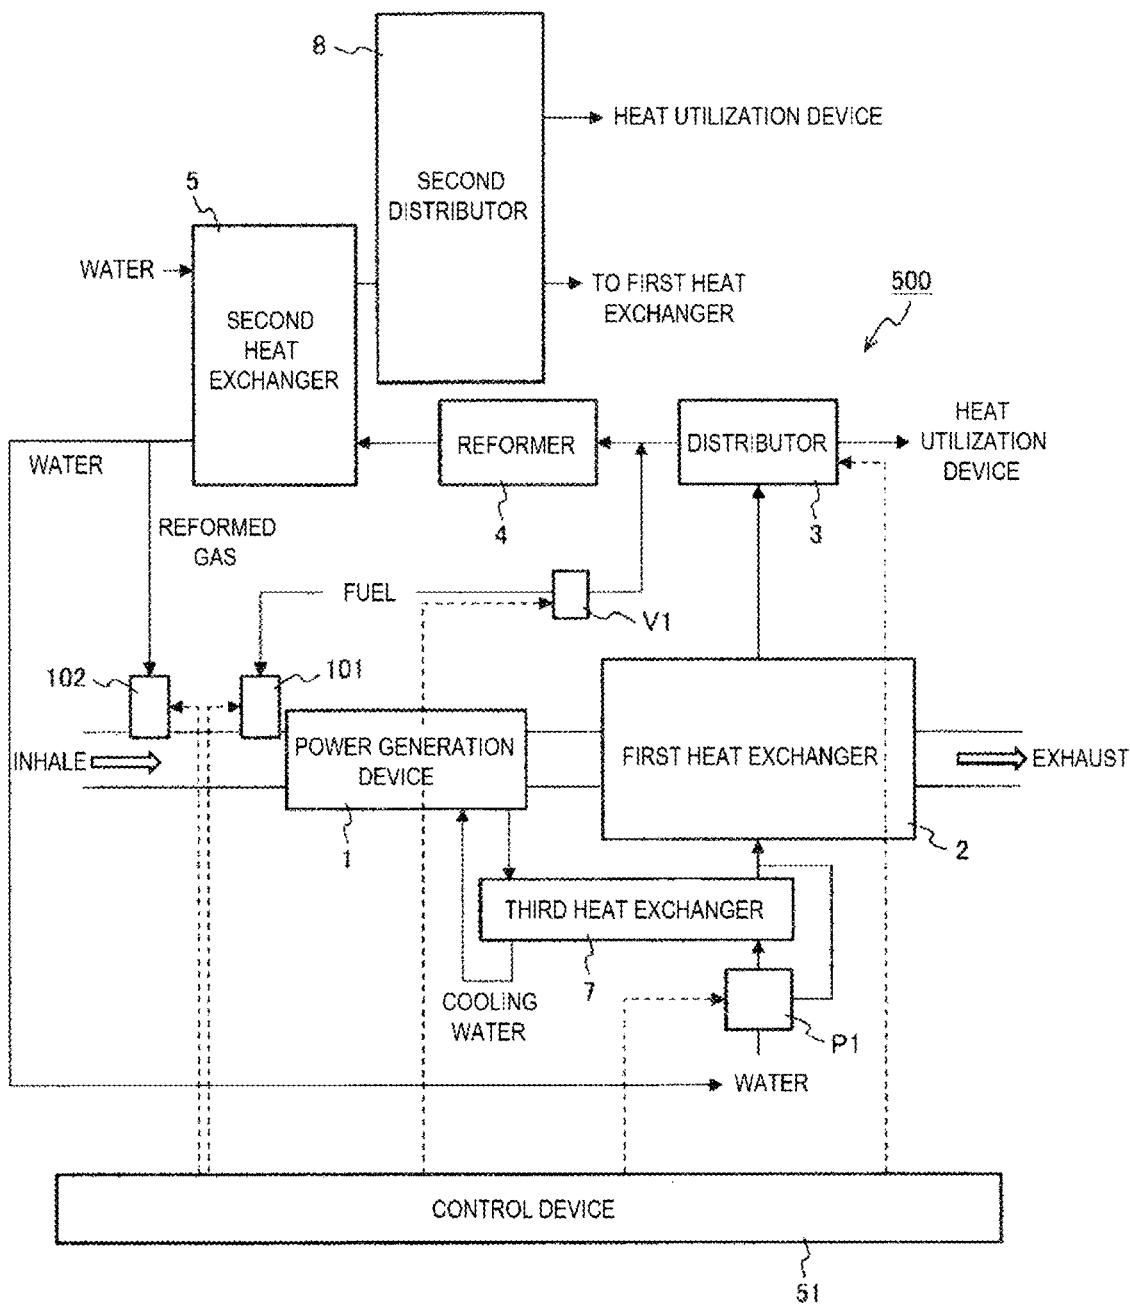 8
HEAT UTILIZATION DEVICE
SECOND
DISTRIBUTOR
5
WATER
TO FIRST HEAT
EXCHANGER
500
SECOND
HEAT
EXCHANGER
REFORMER
DISTRIBUTOR
HEAT
UTILIZATION
DEVICE
WATER
4
3
REFORMED
GAS
FUEL
V1
102
101
INHALE
POWER GENERATION
DEVICE
FIRST HEAT EXCHANGER
EXHAUST
1
2
THIRD HEAT EXCHANGER
7
COOLING
WATER
P1
WATER
CONTROL DEVICE
51